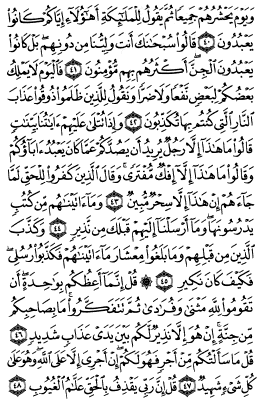 وَيَوْمَ يَحْشُرُهُمْ جَمِيعًا ثُمَّ يَقُولُ لِلْمَلَٰٓئِكَةِ أَهَٰٓؤُلَآءِ إِيَّاكُمْ كَانُوا۟
يَعْبُدُونَ ٤٠ قَالُوا۟ سُبْحَٰنَكَ أَنتَ وَلِيُّنَا مِن دُونِهِم ۖ بَلْ كَانُوا۟
يَعْبُدُونَ ٱلْجِنَّ ۖ أَكْثَرُهُم بِهِم مُّؤْمِنُونَ ٤١ فَٱلْيَوْمَ لَا يَمْلِكُ
بَعْضُكُمْ لِبَعْضٍ نَّفْعًا وَلَا ضَرًّا وَنَقُولُ لِلَّذِينَ ظَلَمُوا۟ ذُوقُوا۟ عَذَابَ
ٱلنَّارِ ٱلَّتِى كُنتُم بِهَا تُكَذِّبُونَ ٤٢ وَإِذَا تُتْلَىٰ عَلَيْهِمْ ءَايَٰتُنَا بَيِّنَٰتٍ
قَالُوا۟ مَا هَٰذَآ إِلَّا رَجُلٌ يُرِيدُ أَن يَصُدَّكُمْ عَمَّا كَانَ يَعْبُدُ ءَابَآؤُكُمْ
وَقَالُوا۟ مَا هَٰذَآ إِلَّآ إِفْكٌ مُّفْتَرًى ۚ وَقَالَ ٱلَّذِينَ كَفَرُوا۟ لِلْحَقِّ لَمَّا
جَآءَهُمْ إِنْ هَٰذَآ إِلَّا سِحْرٌ مُّبِينٌ ٤٣ وَمَآ ءَاتَيْنَٰهُم مِّن كُتُبٍ
يَدْرُسُونَهَا ۖ وَمَآ أَرْسَلْنَآ إِلَيْهِمْ قَبْلَكَ مِن نَّذِيرٍ ٤٤ وَكَذَّبَ
ٱلَّذِينَ مِن قَبْلِهِمْ وَمَا بَلَغُوا۟ مِعْشَارَ مَآ ءَاتَيْنَٰهُمْ فَكَذَّبُوا۟ رُسُلِى ۖ
فَكَيْفَ كَانَ نَكِيرِ ٤٥ ۞ قُلْ إِنَّمَآ أَعِظُكُم بِوَٰحِدَةٍ ۖ أَن
تَقُومُوا۟ لِلَّهِ مَثْنَىٰ وَفُرَٰدَىٰ ثُمَّ تَتَفَكَّرُوا۟ ۚ مَا بِصَاحِبِكُم
مِّن جِنَّةٍ ۚ إِنْ هُوَ إِلَّا نَذِيرٌ لَّكُم بَيْنَ يَدَىْ عَذَابٍ شَدِيدٍ ٤٦
قُلْ مَا سَأَلْتُكُم مِّنْ أَجْرٍ فَهُوَ لَكُمْ ۖ إِنْ أَجْرِىَ إِلَّا عَلَى ٱللَّهِ ۖ وَهُوَ عَلَىٰ
كُلِّ شَىْءٍ شَهِيدٌ ٤٧ قُلْ إِنَّ رَبِّى يَقْذِفُ بِٱلْحَقِّ عَلَّٰمُ ٱلْغُيُوبِ ٤٨